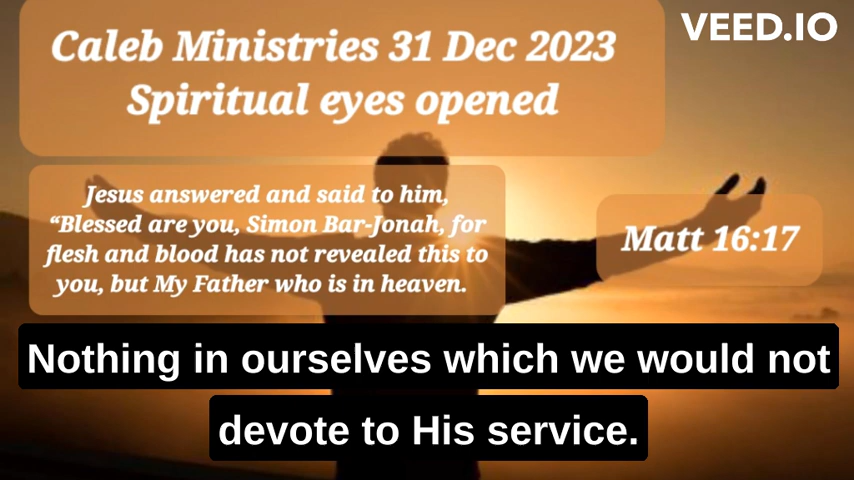 VEED.IO
Caleb Ministries 31 Dec 2023
Spiritual eyes opened
Jesus answered and said to him,
“Blessed are you, Simon Bar-Jonah, for
flesh and blood has not revealed this to
you, but My Father who is in heaven.
Matt 16:17
Nothing in ourselves which we would not
devote to His service.